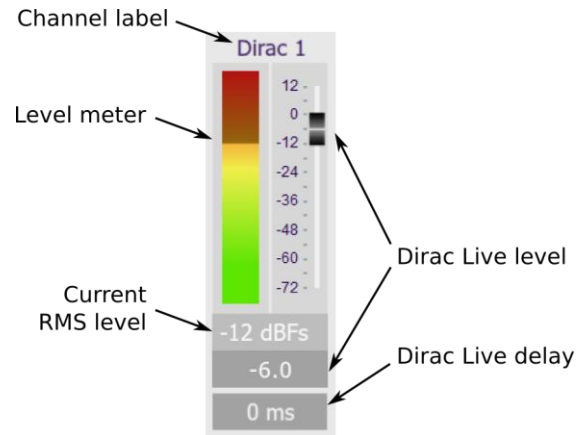 Channel label
Dirac 1
Level meter
12
0
-12
-24
-36
-48
-60
-72
Dirac Live level
Current
RMS level
-12 dBFs
-6.0
Dirac Live delay
0 ms